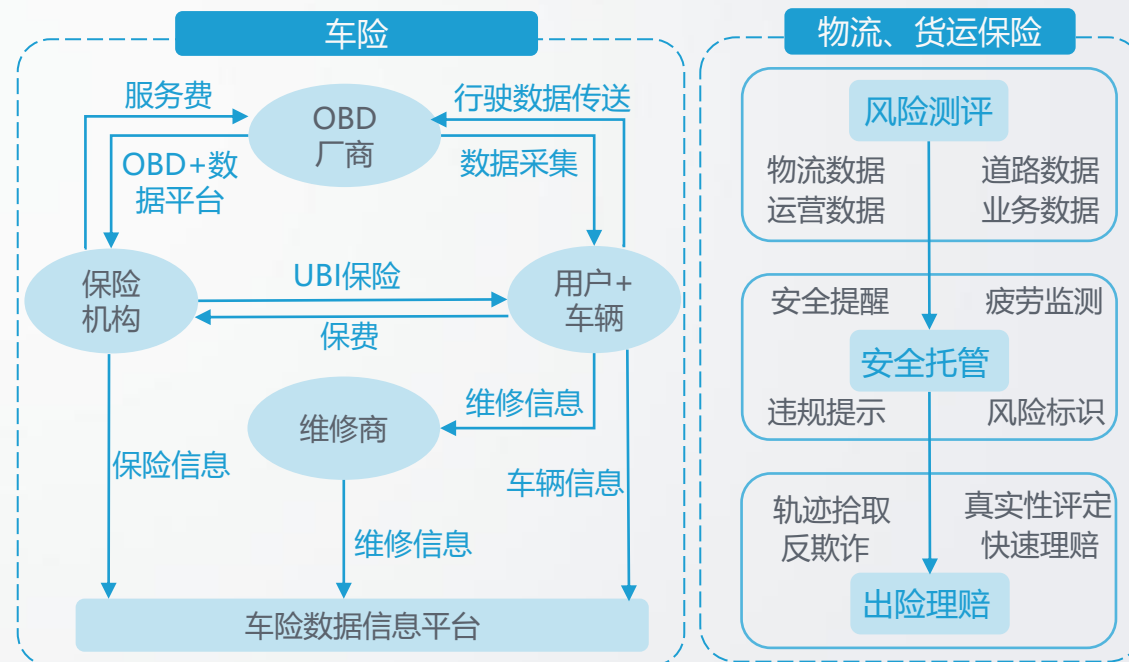 车险
服务费
OBD
厂商
行驶数据传送
OBD+数
据平台
数据采集
保险
机构
UBI保险
保费
用户+
车辆
维修商
维修信息
保险信息
车辆信息
维修信息
车险数据信息平台
物流、货运保险
风险测评
物流数据
运营数据
道路数据
业务数据
安全提醒
疲劳监测
安全托管
违规提示
风险标识
轨迹拾取
反欺诈
真实性评定
快速理赔
出险理赔